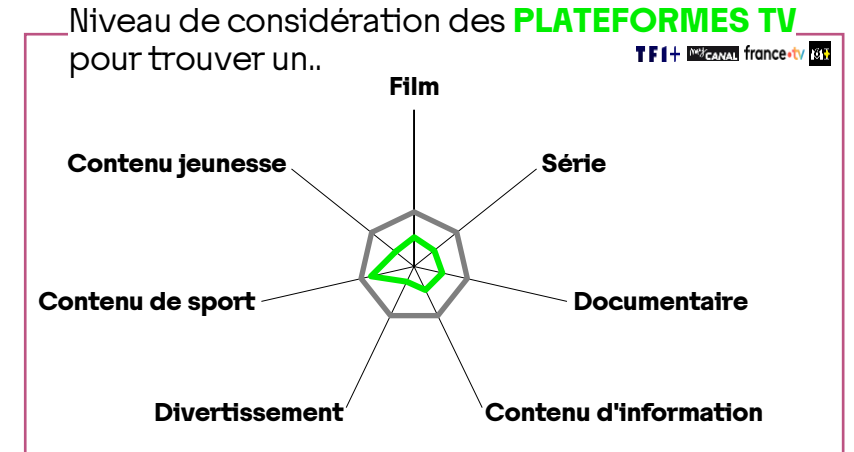 Niveau de considération des PLATEFORMES TV
pour trouver un..
TF1+ myCANAL france•tv
Film
Contenu jeunesse
Série
Contenu de sport
Documentaire
Divertissement
Contenu d'information